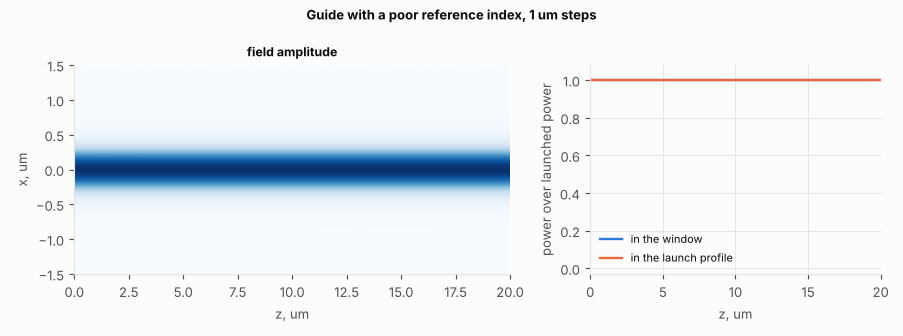 Guide with a poor reference index, 1 um steps
field amplitude
x, um
1.5
1.0
0.5
0.0
−0.5
−1.0
−1.5
0.0 2.5 5.0 7.5 10.0 12.5 15.0 17.5 20.0
z, um
power over launched power
1.0
0.8
0.6
0.4
0.2
0.0
in the window
in the launch profile
0 5 10 15 20
z, um